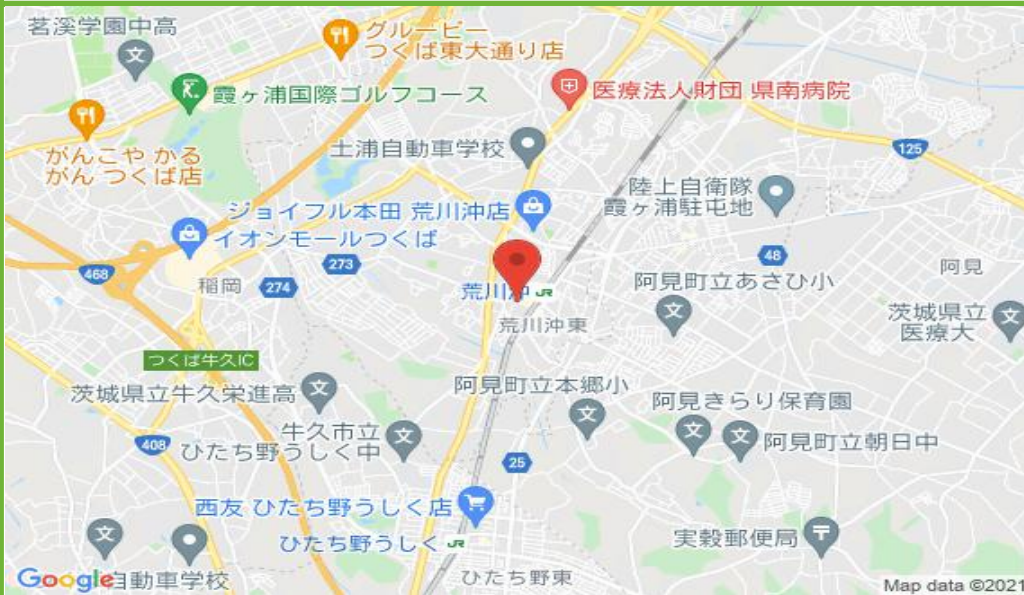 茗溪学園中高
グルービー
つくば東大通り店
霞ヶ浦国際ゴルフコース
医療法人財団 県南病院
がんこや かる
がん つくば店
土浦自動車学校
125
陸上自衛隊
霞ヶ浦駐屯地
ジョイフル本田 荒川沖店
イオンモールつくば
468
稲岡
274
273
48
阿見
荒川沖 JR
阿見町立あさひ小
荒川沖東
茨城県立
医療大
つくば牛久IC
茨城県立牛久栄進高
阿見町立本郷小
阿見きらり保育園
408
牛久市立
ひたち野うしく中
阿見町立朝日中
25
西友 ひたち野うしく店
ひたち野うしく JR
実穀郵便局
Google
自動車学校
ひたち野東
Map data ©2021